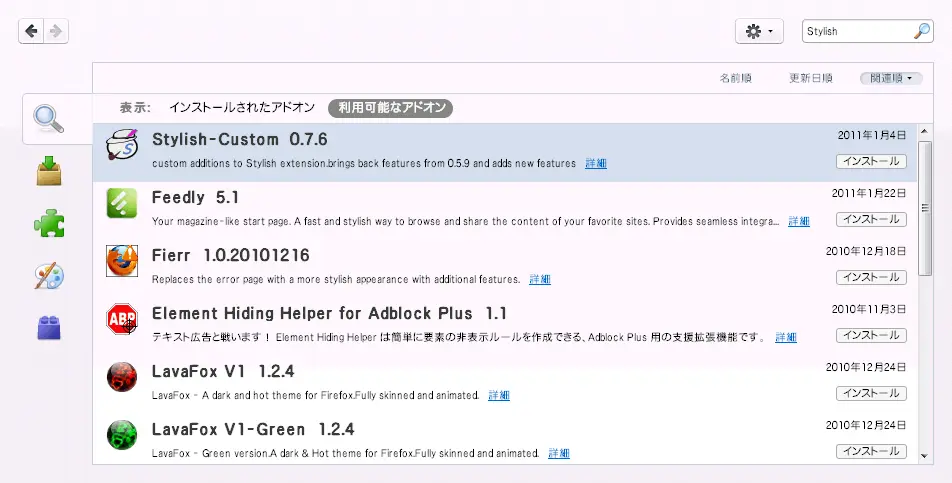 Stylish
名前順 更新日順 関連順
表示: インストールされたアドオン 利用可能なアドオン
Stylish-Custom 0.7.6 2011年1月4日
custom additions to Stylish extension.brings back features from 0.5.9 and adds new features 詳細 インストール
Feedly 5.1 2011年1月22日
Your magazine-like start page. A fast and stylish way to browse and share the content of your favorite sites. Provides seamless integra... 詳細 インストール
Fierr 1.0.20101216 2010年12月18日
Replaces the error page with a more stylish appearance with additional features. 詳細 インストール
ABP
Element Hiding Helper for Adblock Plus 1.1 2010年11月3日
テキスト広告と戦います！ Element Hiding Helper は簡単に要素の非表示ルールを作成できる、Adblock Plus 用の支援拡張機能です。 詳細 インストール
LavaFox V1 1.2.4 2010年12月24日
LavaFox - A dark and hot theme for Firefox.Fully skinned and animated. 詳細 インストール
LavaFox V1-Green 1.2.4 2010年12月24日
LavaFox - Green version.A dark & Hot theme for Firefox.Fully skinned and animated. 詳細 インストール